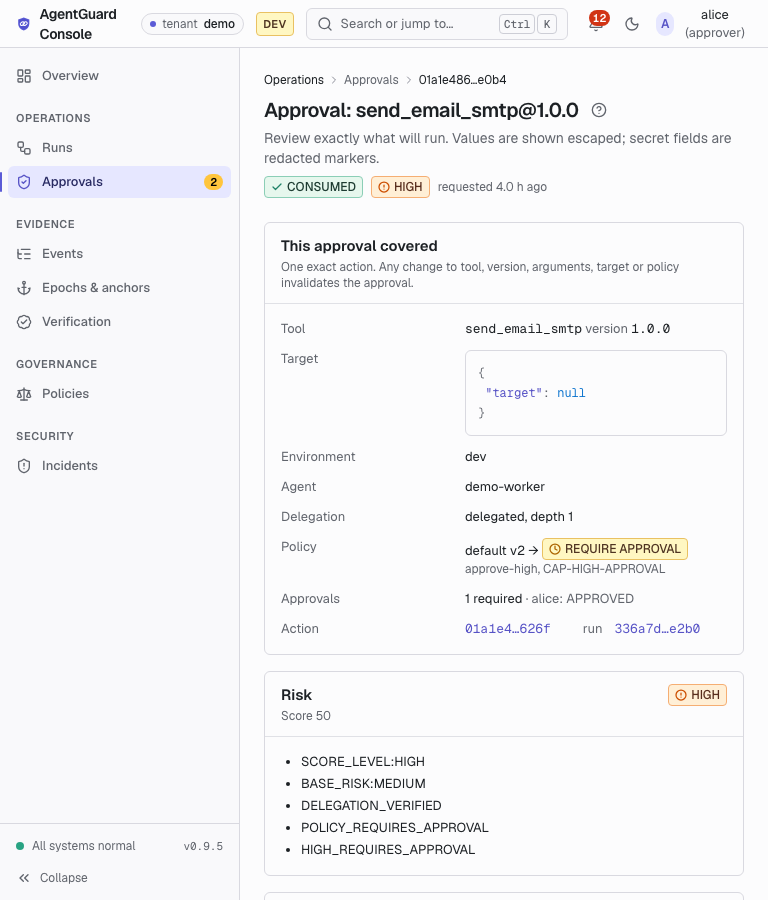 AgentGuard
Console
tenant demo
DEV
Search or jump to… Ctrl K
12
A
alice
(approver)
Overview
OPERATIONS
Runs
Approvals 2
EVIDENCE
Events
Epochs & anchors
Verification
GOVERNANCE
Policies
SECURITY
Incidents
All systems normal v0.9.5
Collapse
Operations > Approvals > 01a1e486…e0b4
Approval: send_email_smtp@1.0.0
Review exactly what will run. Values are shown escaped; secret fields are
redacted markers.
CONSUMED HIGH requested 4.0 h ago
This approval covered
One exact action. Any change to tool, version, arguments, target or policy
invalidates the approval.
Tool send_email_smtp version 1.0.0
Target
{
"target": null
}
Environment dev
Agent demo-worker
Delegation delegated, depth 1
Policy default v2 → REQUIRE APPROVAL
approve-high, CAP-HIGH-APPROVAL
Approvals 1 required · alice: APPROVED
Action 01a1e4…626f run 336a7d…e2b0
Risk HIGH
Score 50
• SCORE_LEVEL:HIGH
• BASE_RISK:MEDIUM
• DELEGATION_VERIFIED
• POLICY_REQUIRES_APPROVAL
• HIGH_REQUIRES_APPROVAL